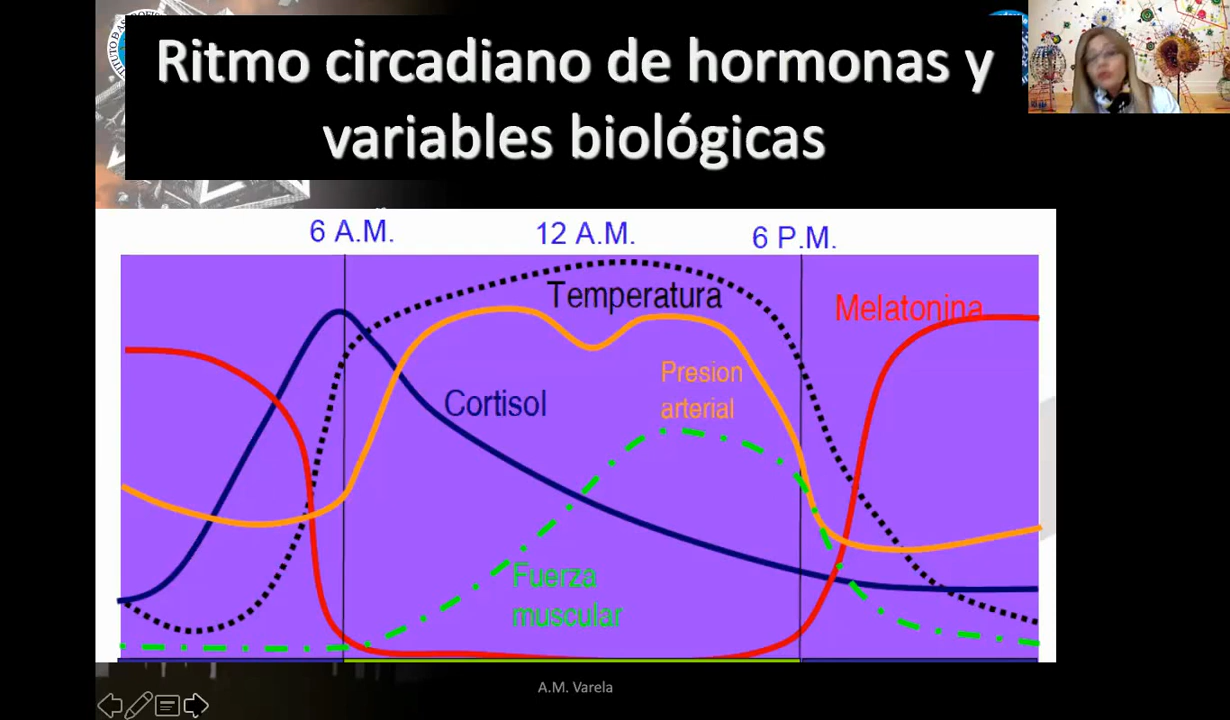 Ritmo circadiano de hormonas y
variables biológicas
6 A.M.
12 A.M.
6 P.M.
Temperatura
Melatonina
Presion
arterial
Cortisol
Fuerza
muscular
A.M. Varela